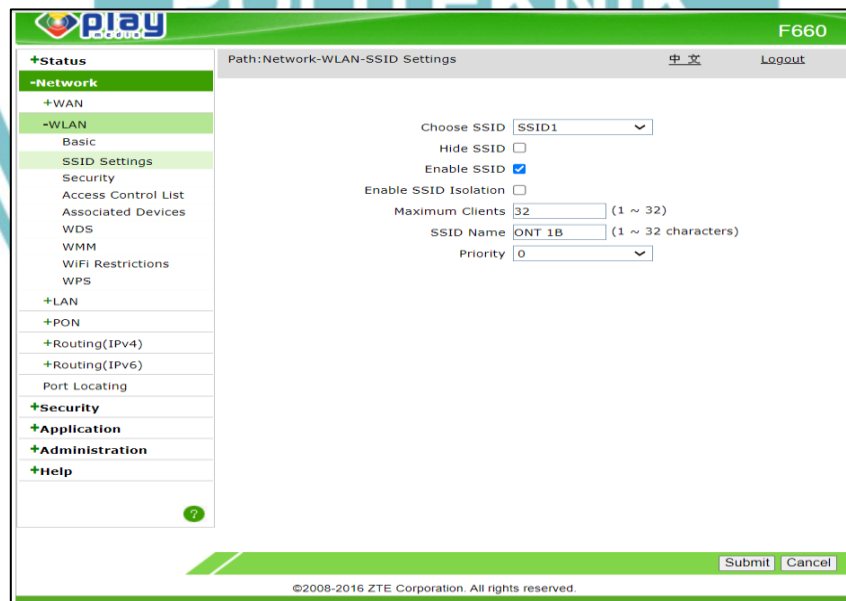 play
F660
+Status
Path:Network-WLAN-SSID Settings
中文
Logout
-Network
+WAN
-WLAN
Basic
SSID Settings
Security
Access Control List
Associated Devices
WDS
WMM
WiFi Restrictions
WPS
+LAN
+PON
+Routing(IPv4)
+Routing(IPv6)
Port Locating
+Security
+Application
+Administration
+Help
?
Choose SSID SSID1
Hide SSID
Enable SSID
Enable SSID Isolation
Maximum Clients 32 (1 ~ 32)
SSID Name ONT 1B (1 ~ 32 characters)
Priority 0
Submit Cancel
©2008-2016 ZTE Corporation. All rights reserved.